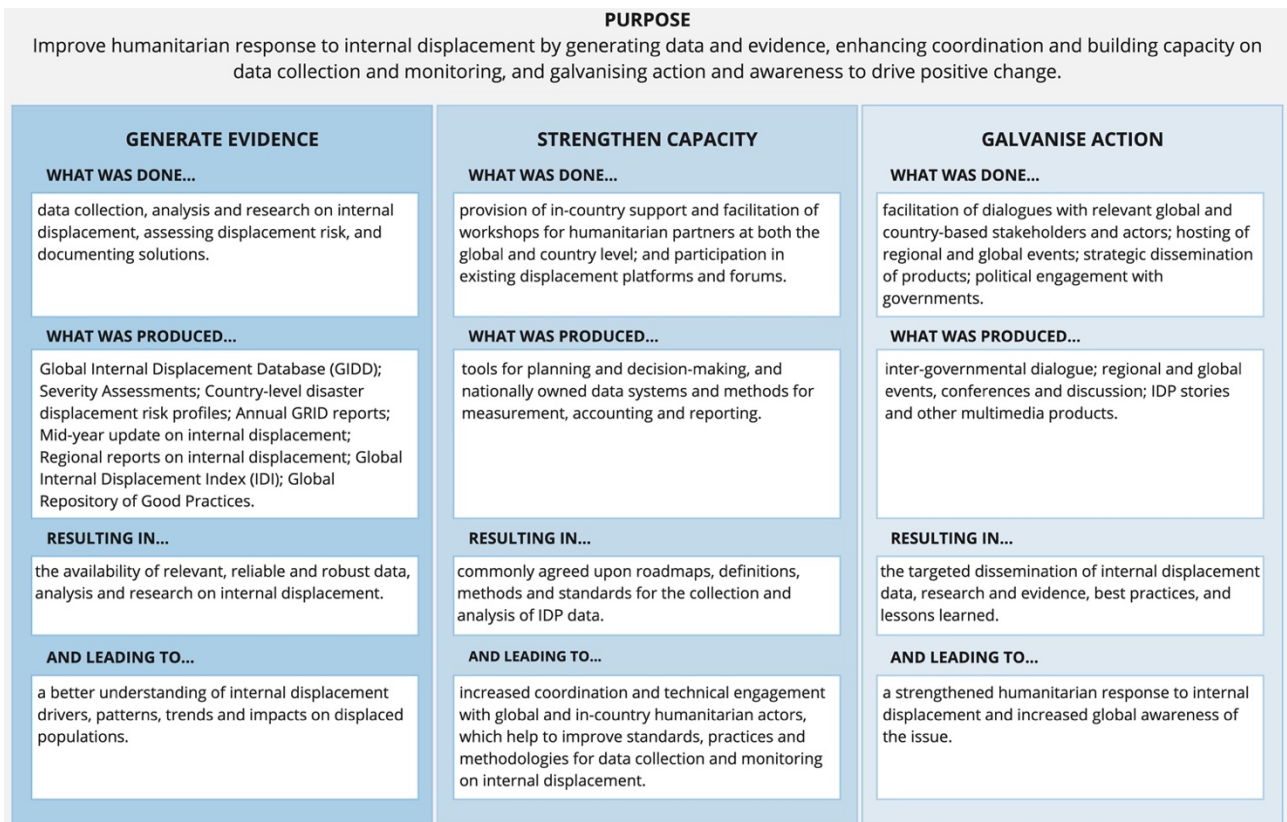 PURPOSE
Improve humanitarian response to internal displacement by generating data and evidence, enhancing coordination and building capacity on
data collection and monitoring, and galvanising action and awareness to drive positive change.
GENERATE EVIDENCE
WHAT WAS DONE...
data collection, analysis and research on internal
displacement, assessing displacement risk, and
documenting solutions.
WHAT WAS PRODUCED...
Global Internal Displacement Database (GIDD);
Severity Assessments; Country-level disaster
displacement risk profiles; Annual GRID reports;
Mid-year update on internal displacement;
Regional reports on internal displacement; Global
Internal Displacement Index (IDI); Global
Repository of Good Practices.
RESULTING IN...
the availability of relevant, reliable and robust data,
analysis and research on internal displacement.
AND LEADING TO...
a better understanding of internal displacement
drivers, patterns, trends and impacts on displaced
populations.
STRENGTHEN CAPACITY
WHAT WAS DONE...
provision of in-country support and facilitation of
workshops for humanitarian partners at both the
global and country level; and participation in
existing displacement platforms and forums.
WHAT WAS PRODUCED...
tools for planning and decision-making, and
nationally owned data systems and methods for
measurement, accounting and reporting.
RESULTING IN...
commonly agreed upon roadmaps, definitions,
methods and standards for the collection and
analysis of IDP data.
AND LEADING TO...
increased coordination and technical engagement
with global and in-country humanitarian actors,
which help to improve standards, practices and
methodologies for data collection and monitoring
on internal displacement.
GALVANISE ACTION
WHAT WAS DONE...
facilitation of dialogues with relevant global and
country-based stakeholders and actors; hosting of
regional and global events; strategic dissemination
of products; political engagement with
governments.
WHAT WAS PRODUCED...
inter-governmental dialogue; regional and global
events, conferences and discussion; IDP stories
and other multimedia products.
RESULTING IN...
the targeted dissemination of internal displacement
data, research and evidence, best practices, and
lessons learned.
AND LEADING TO...
a strengthened humanitarian response to internal
displacement and increased global awareness of
the issue.